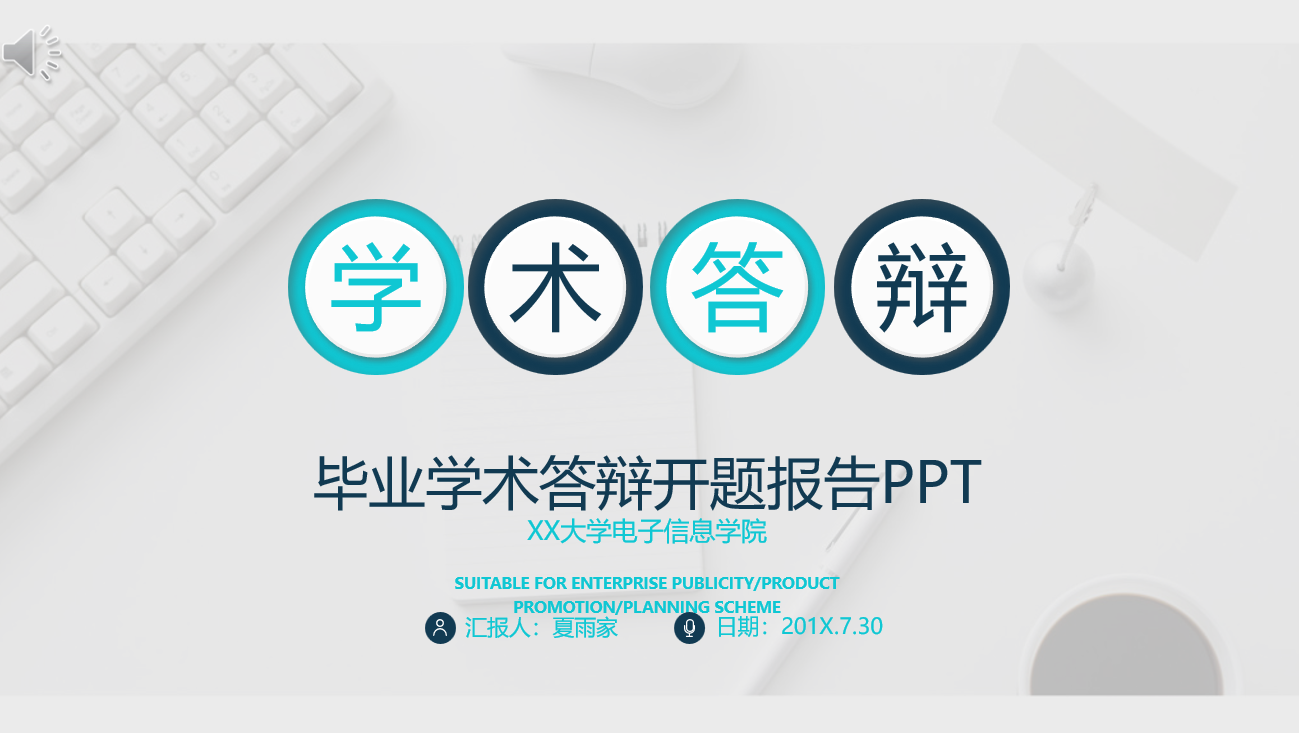 学术答辩
毕业学术答辩开题报告PPT
XX大学电子信息学院
SUITABLE FOR ENTERPRISE PUBLICITY/PRODUCT
PROMOTION/PLANNING SCHEME
汇报人：夏雨家 日期：201X.7.30